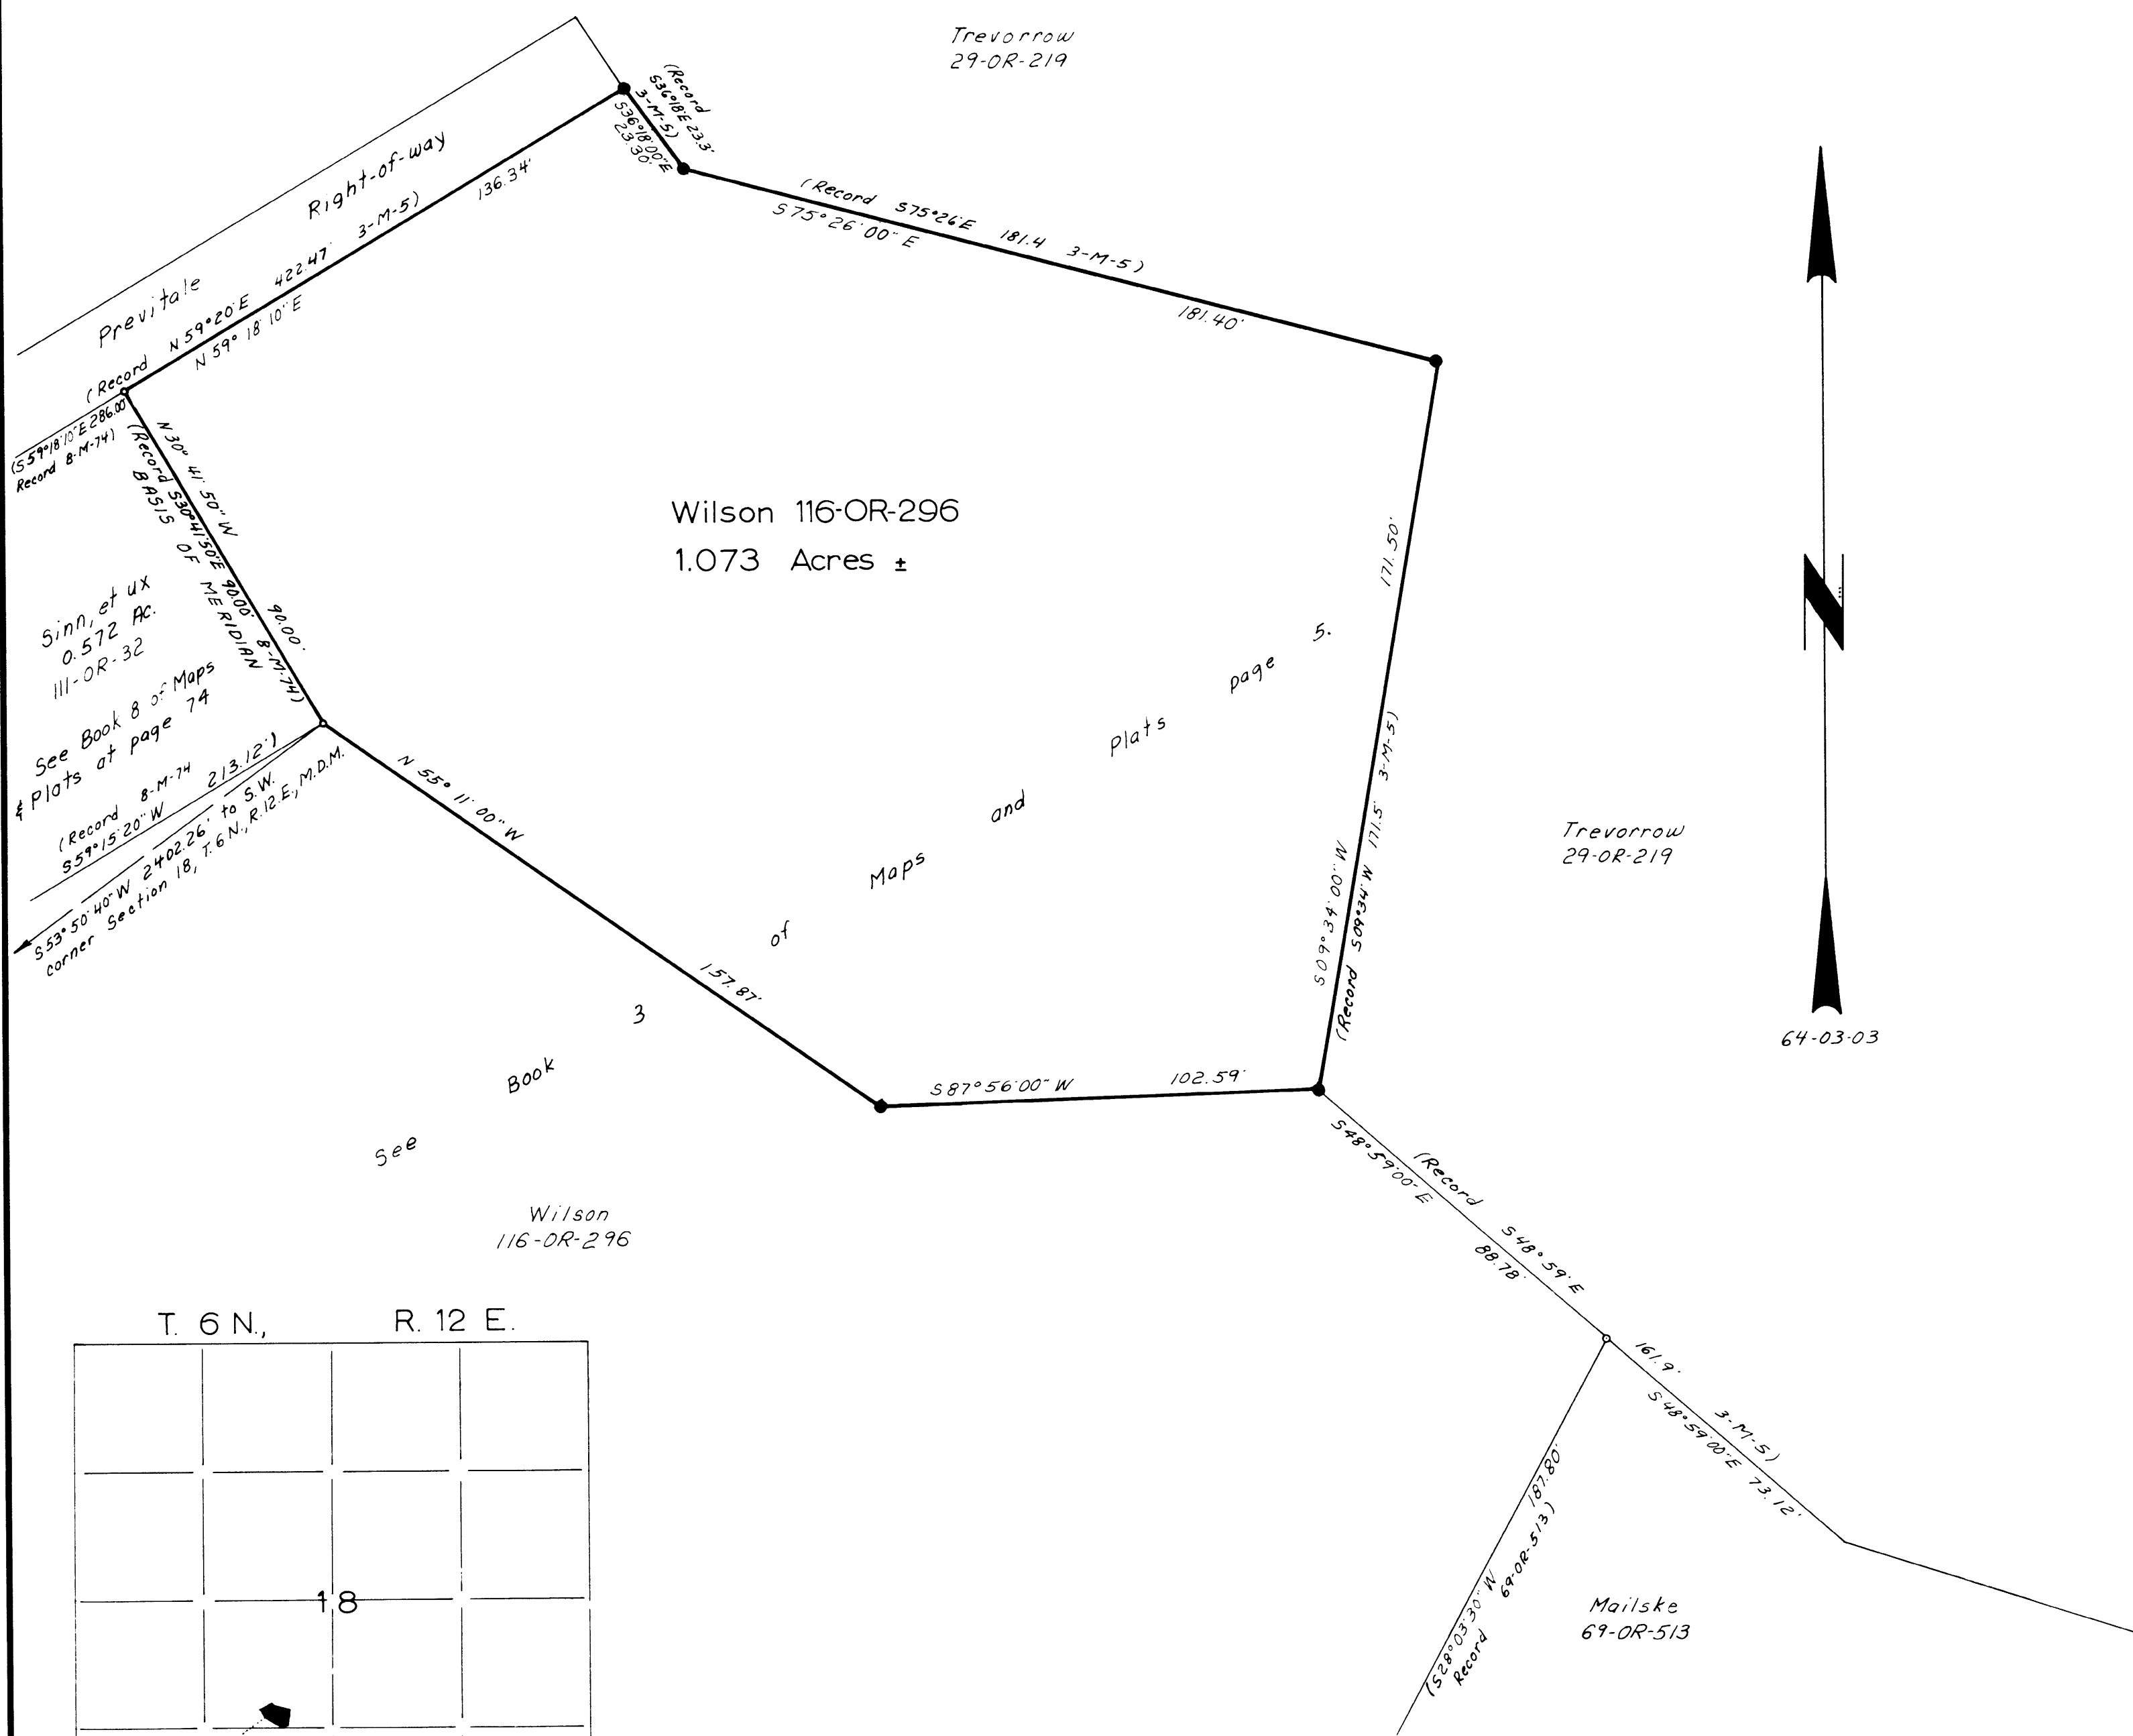 Trevorrow
29-OR-219
(Record
S36°18'E 23.3'
3-M-5)
S36°18'00"E
23.30'
Previtale Right-of-way
(Record N 59°20'E 422.47' 3-M-5)
N 59° 18' 10" E 136.34'
(Record S75°26'E 181.4 3-M-5)
S 75° 26' 00" E 181.40'
(S59°18'10"E 286.00'
Record 8-M-74)
N 30° 41' 50" W 90.00'
(Record S30°41'50"E 90.00' 8-M-74)
BASIS OF MERIDIAN
Wilson 116-OR-296
1.073 Acres ±
171.50'
S09°34'00"W
(Record S09°34'W 171.5' 3-M-5)
Sinn, et ux
0.572 Ac.
111-OR-32
See Book 8 of Maps
& Plats at page 74
(Record 8-M-74
S59°15'20"W 213.12')
S53°50'40"W 2402.26' to S.W.
corner Section 18, T.6N., R.12.E., M.D.M.
N 55° 11' 00" W 157.87'
See Book 3 of Maps and Plats page 5.
Trevorrow
29-OR-219
N
64-03-03
S87°56'00"W 102.59'
(Record S48°59'E 161.9' 3-M-5)
S48°59'00"E 88.78'
S48°59'00"E 73.12'
Wilson
116-OR-296
(S28°03'30"W 187.80'
Record 69-OR-513)
Mailske
69-OR-513
T. 6 N., R. 12 E.
18